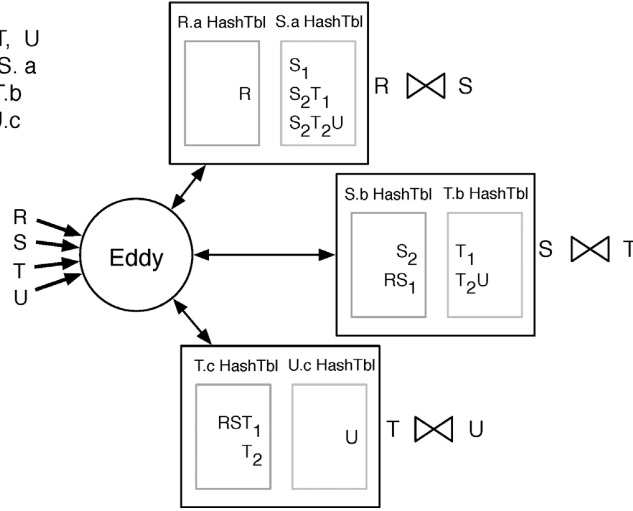 T, U
S. a
T.b
J.c
R.a HashTbl S.a HashTbl
R
S1
S2T1
S2T2U
R ⋈ S
R
S
T
U
Eddy
S.b HashTbl T.b HashTbl
S2
RS1
T1
T2U
S ⋈ T
T.c HashTbl U.c HashTbl
RST1
T2
U
T ⋈ U